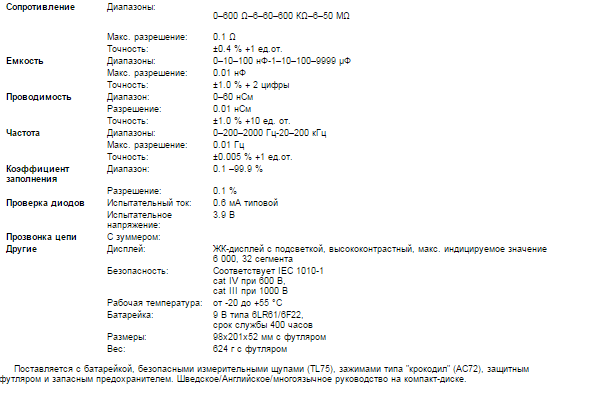 Сопротивление Диапазоны:
0–600 Ω–6–60–600 KΩ–6–50 MΩ
Макс. разрешение: 0.1 Ω
Точность: ±0.4 % +1 ед.от.
Емкость Диапазоны: 0–10–100 нФ-1–10–100–9999 µФ
Макс. разрешение: 0.01 нФ
Точность: ±1.0 % + 2 цифры
Проводимость Диапазон: 0–60 нСм
Разрешение: 0.01 нСм
Точность: ±1.0 % +10 ед. от.
Частота Диапазоны: 0–200–2000 Гц-20–200 кГц
Макс. разрешение: 0.01 Гц
Точность: ±0.005 % +1 ед.от.
Коэффициент Диапазон: 0.1 –99.9 %
заполнения
Разрешение: 0.1 %
Проверка диодов Испытательный ток: 0.6 мА типовой
Испытательное 3.9 В
напряжение:
Прозвонка цепи С зуммером:
Другие Дисплей: ЖК-дисплей с подсветкой, высококонтрастный, макс. индицируемое значение
6 000, 32 сегмента
Безопасность: Соответствует IEC 1010-1
cat IV при 600 В,
cat III при 1000 В
Рабочая температура: от -20 до +55 °C
Батарейка: 9 В типа 6LR61/6F22,
срок службы 400 часов
Размеры: 98x201x52 мм с футляром
Вес: 624 г с футляром
Поставляется с батарейкой, безопасными измерительными щупами (TL75), зажимами типа "крокодил" (AC72), защитным
футляром и запасным предохранителем. Шведское/Английское/многоязычное руководство на компакт-диске.